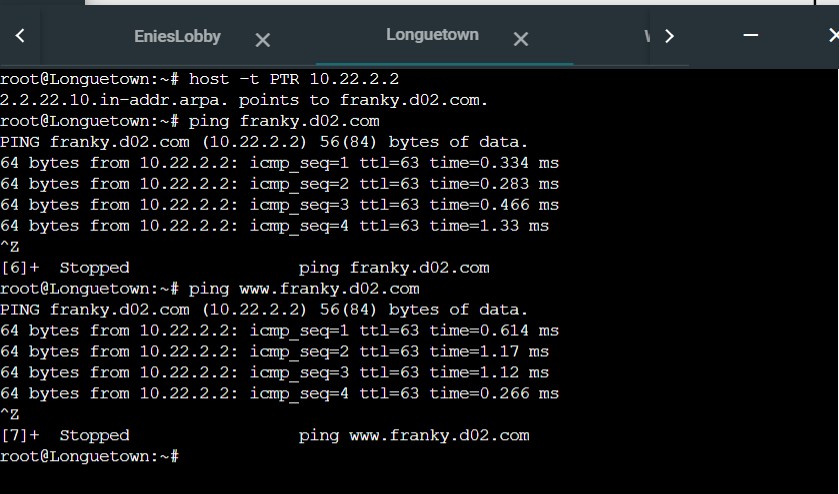 EniesLobby
Longuetown
root@Longuetown:~# host -t PTR 10.22.2.2
2.2.22.10.in-addr.arpa. points to franky.d02.com.
root@Longuetown:~# ping franky.d02.com
PING franky.d02.com (10.22.2.2) 56(84) bytes of data.
64 bytes from 10.22.2.2: icmp_seq=1 ttl=63 time=0.334 ms
64 bytes from 10.22.2.2: icmp_seq=2 ttl=63 time=0.283 ms
64 bytes from 10.22.2.2: icmp_seq=3 ttl=63 time=0.466 ms
64 bytes from 10.22.2.2: icmp_seq=4 ttl=63 time=1.33 ms
^Z
[6]+  Stopped                 ping franky.d02.com
root@Longuetown:~# ping www.franky.d02.com
PING franky.d02.com (10.22.2.2) 56(84) bytes of data.
64 bytes from 10.22.2.2: icmp_seq=1 ttl=63 time=0.614 ms
64 bytes from 10.22.2.2: icmp_seq=2 ttl=63 time=1.17 ms
64 bytes from 10.22.2.2: icmp_seq=3 ttl=63 time=1.12 ms
64 bytes from 10.22.2.2: icmp_seq=4 ttl=63 time=0.266 ms
^Z
[7]+  Stopped                 ping www.franky.d02.com
root@Longuetown:~#